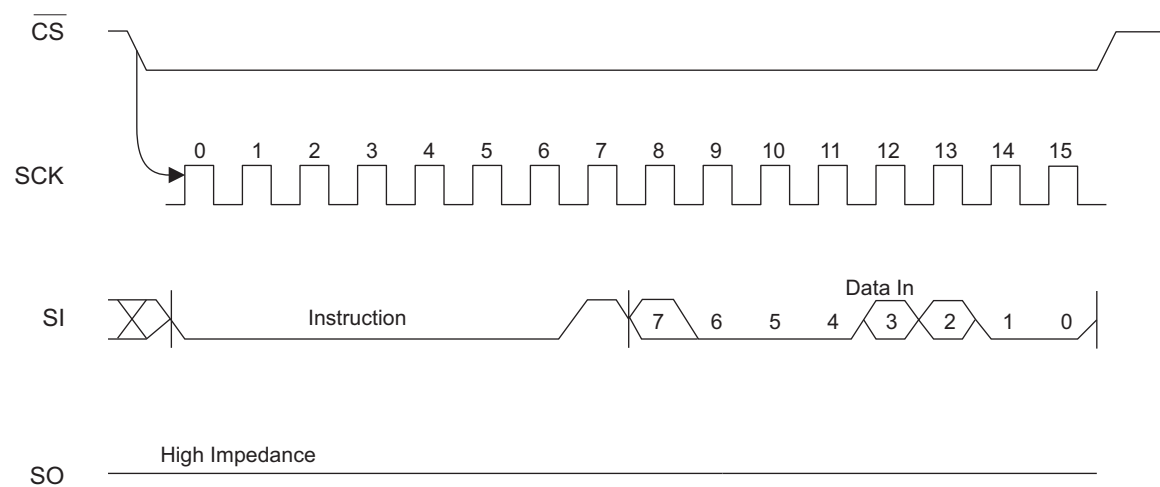 CS
SCK
0 1 2 3 4 5 6 7 8 9 10 11 12 13 14 15
Data In
SI
Instruction
7 6 5 4 3 2 1 0
High Impedance
SO